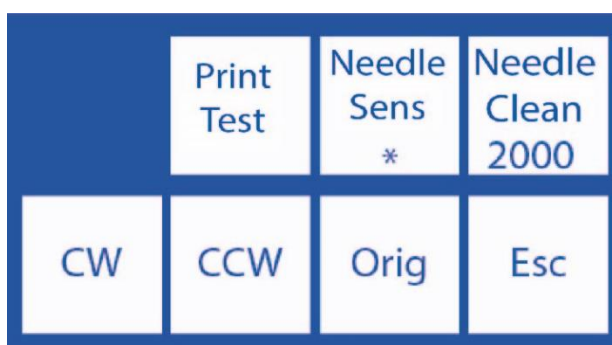 Print
Test
Needle
Sens
*
Needle
Clean
2000
CW
CCW
Orig
Esc